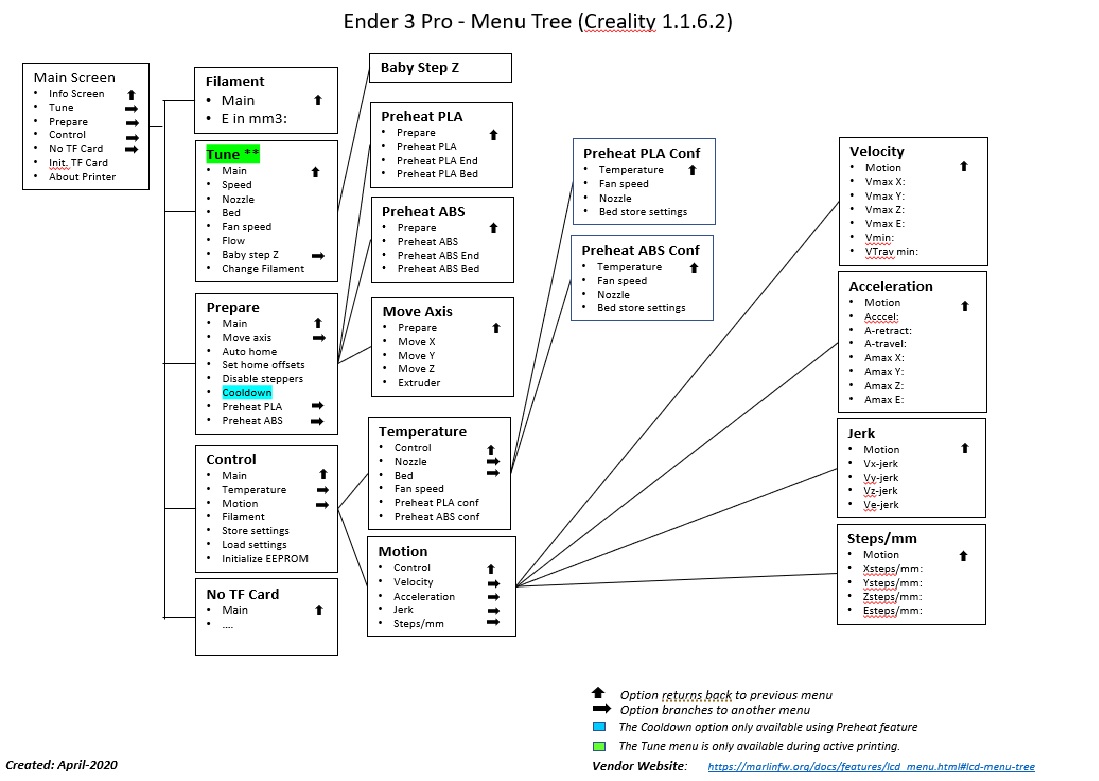 Ender 3 Pro - Menu Tree (Creality 1.1.6.2)
Main Screen
Info Screen
Tune
Prepare
Control
No TF Card
Init. TF Card
About Printer
Filament
Main
E in mm3:
Tune **
Main
Speed
Nozzle
Bed
Fan speed
Flow
Baby step Z
Change Filament
Prepare
Main
Move axis
Auto home
Set home offsets
Disable steppers
Cooldown
Preheat PLA
Preheat ABS
Control
Main
Temperature
Motion
Filament
Store settings
Load settings
Initialize EEPROM
No TF Card
Main
....
Baby Step Z
Preheat PLA
Prepare
Preheat PLA
Preheat PLA End
Preheat PLA Bed
Preheat ABS
Prepare
Preheat ABS
Preheat ABS End
Preheat ABS Bed
Move Axis
Prepare
Move X
Move Y
Move Z
Extruder
Temperature
Control
Nozzle
Bed
Fan speed
Preheat PLA conf
Preheat ABS conf
Motion
Control
Velocity
Acceleration
Jerk
Steps/mm
Preheat PLA Conf
Temperature
Fan speed
Nozzle
Bed store settings
Preheat ABS Conf
Temperature
Fan speed
Nozzle
Bed store settings
Velocity
Motion
Vmax X:
Vmax Y:
Vmax Z:
Vmax E:
Vmin:
VTrav min:
Acceleration
Motion
Acccel:
A-retract:
A-travel:
Amax X:
Amax Y:
Amax Z:
Amax E:
Jerk
Motion
Vx-jerk
Vy-jerk
Vz-jerk
Ve-jerk
Steps/mm
Motion
Xsteps/mm:
Ysteps/mm:
Zsteps/mm:
Esteps/mm:
Option returns back to previous menu
Option branches to another menu
The Cooldown option only available using Preheat feature
The Tune menu is only available during active printing.
Created: April-2020
Vendor Website: https://marlinfw.org/docs/features/lcd_menu.html#lcd-menu-tree